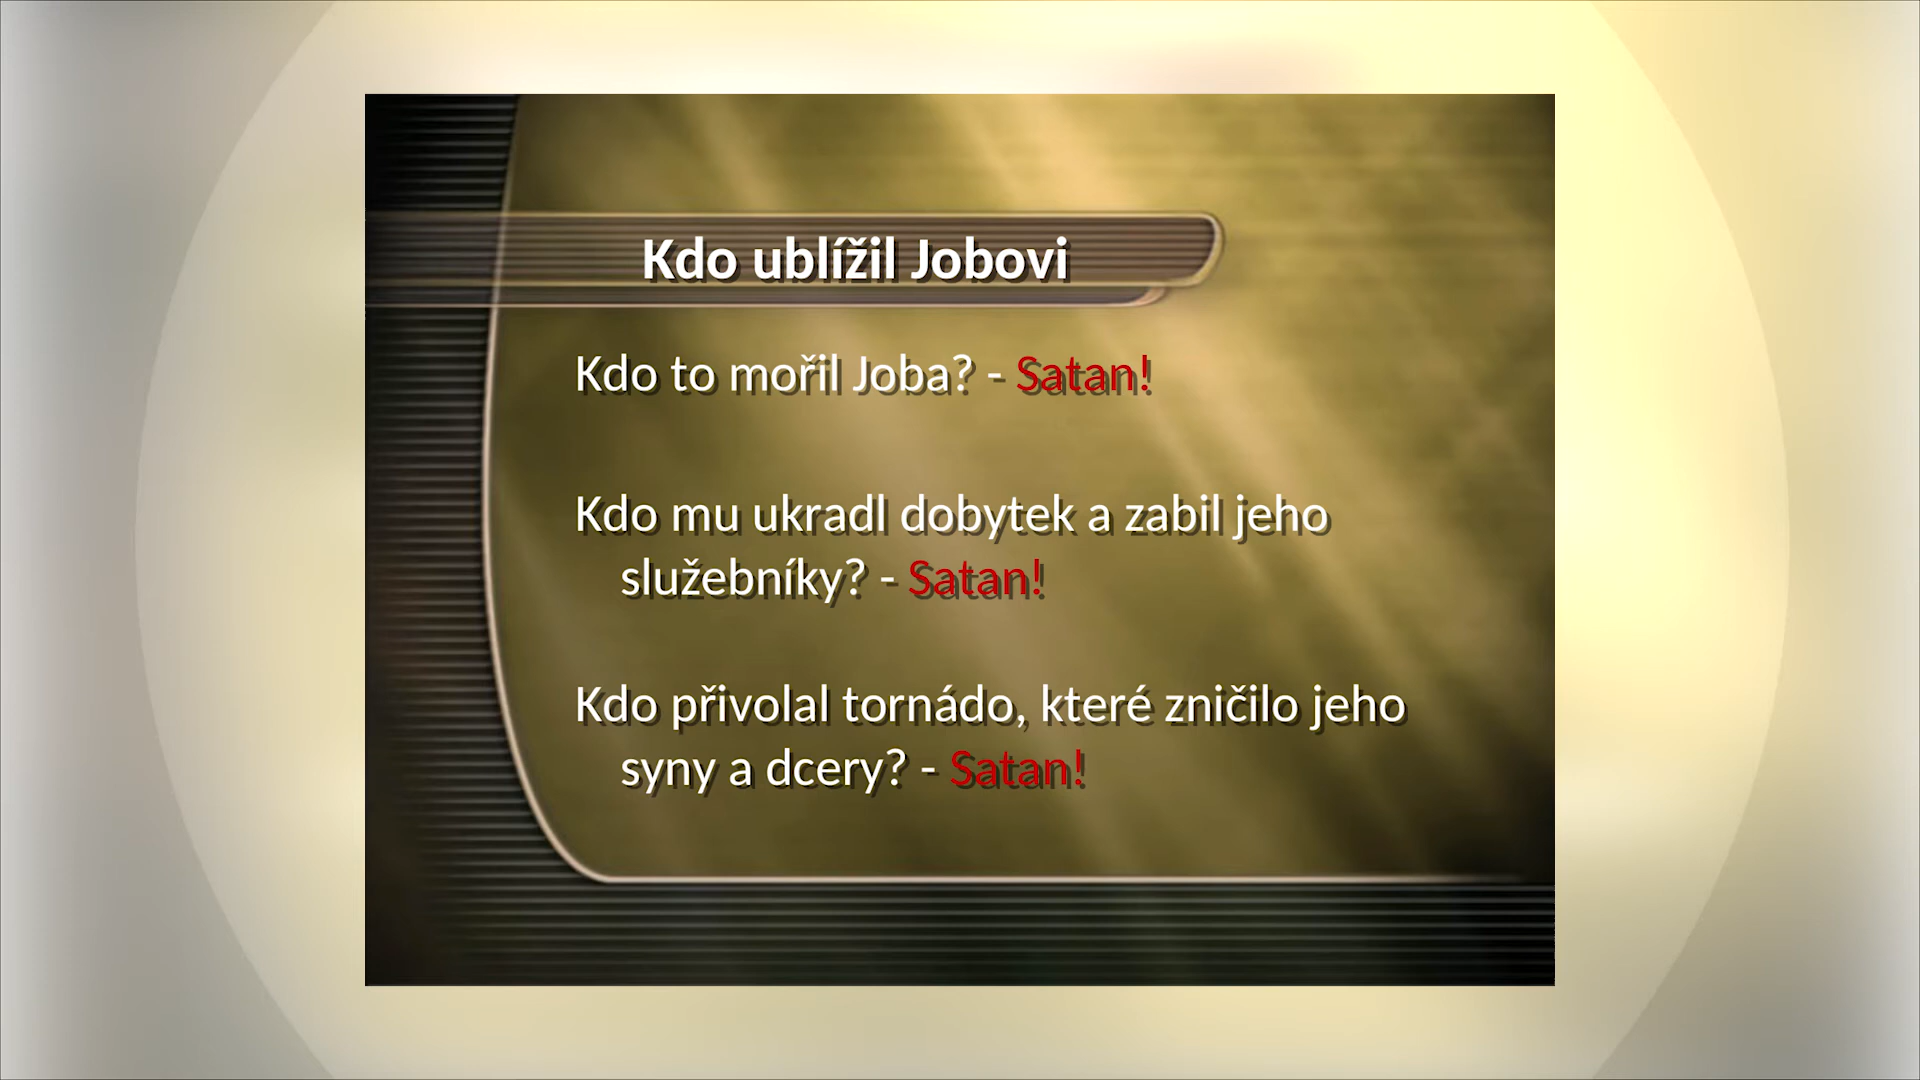 Kdo ublížil Jobovi
Kdo to mořil Joba? - Satan!
Kdo mu ukradl dobytek a zabil jeho
služebníky? - Satan!
Kdo přivolal tornádo, které zničilo jeho
syny a dcery? - Satan!